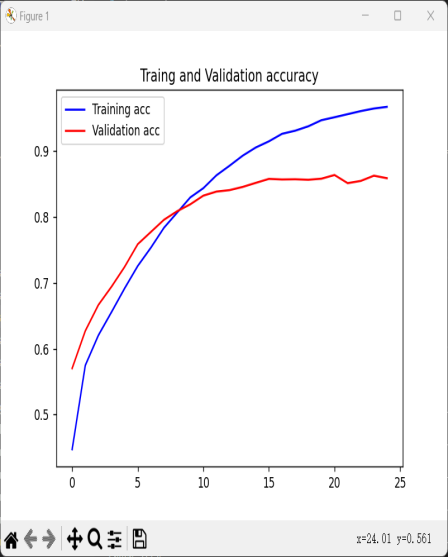 Figure 1
Traing and Validation accuracy
Training acc
Validation acc
0.9
0.8
0.7
0.6
0.5
0 5 10 15 20 25
x=24.01 y=0.561